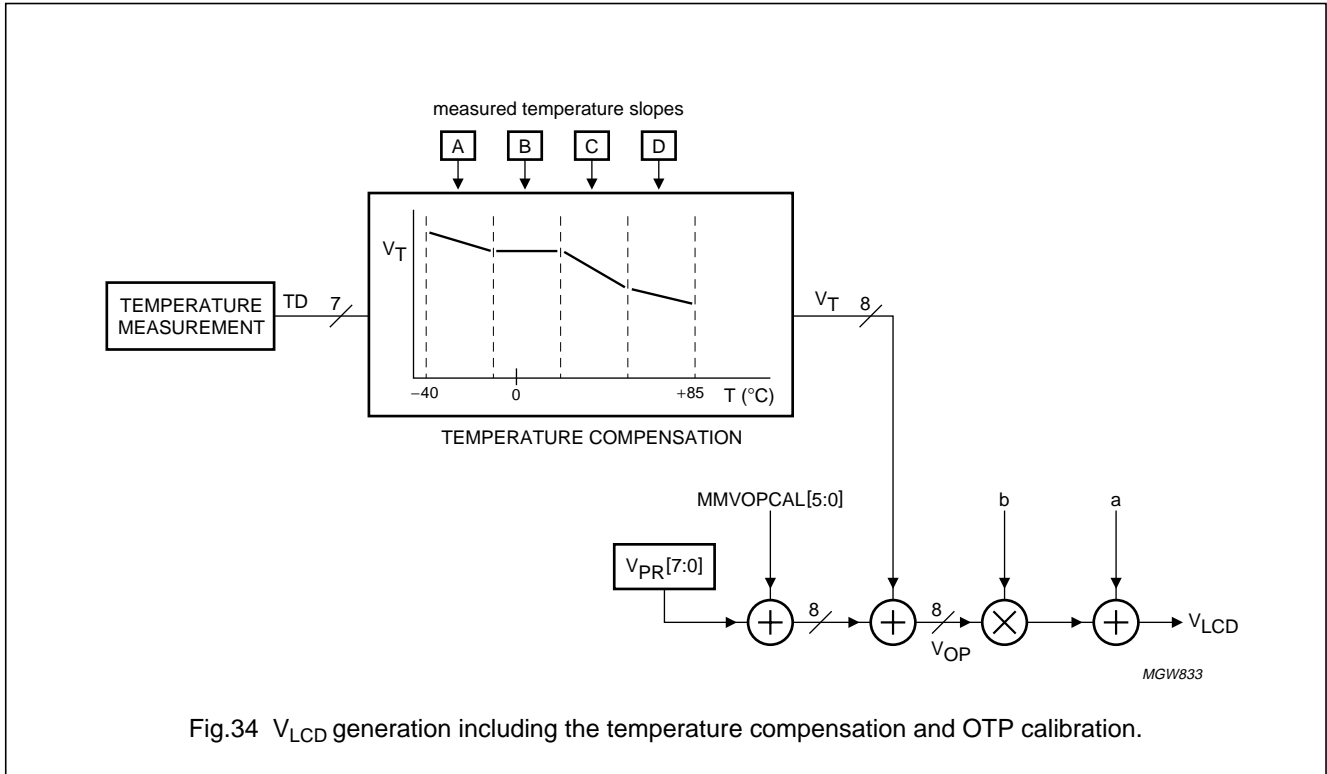 measured temperature slopes
A B C D
V_T
TEMPERATURE
MEASUREMENT
TD 7
V_T 8
−40 0 +85 T (°C)
TEMPERATURE COMPENSATION
MMVOPCAL[5:0] b a
V_PR[7:0]
+ 8 + 8 × + V_LCD
V_OP
MGW833
Fig.34 V_LCD generation including the temperature compensation and OTP calibration.